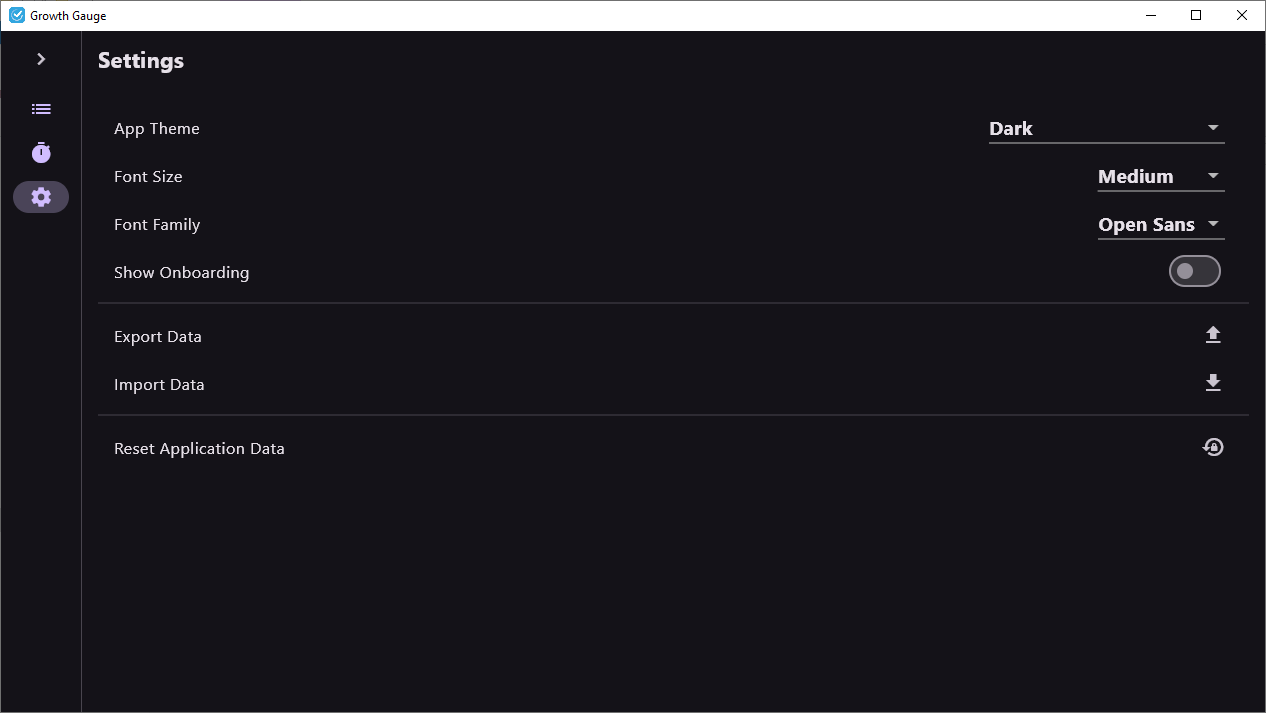 Growth Gauge
Settings
App Theme
Dark
Font Size
Medium
Font Family
Open Sans
Show Onboarding
Export Data
Import Data
Reset Application Data